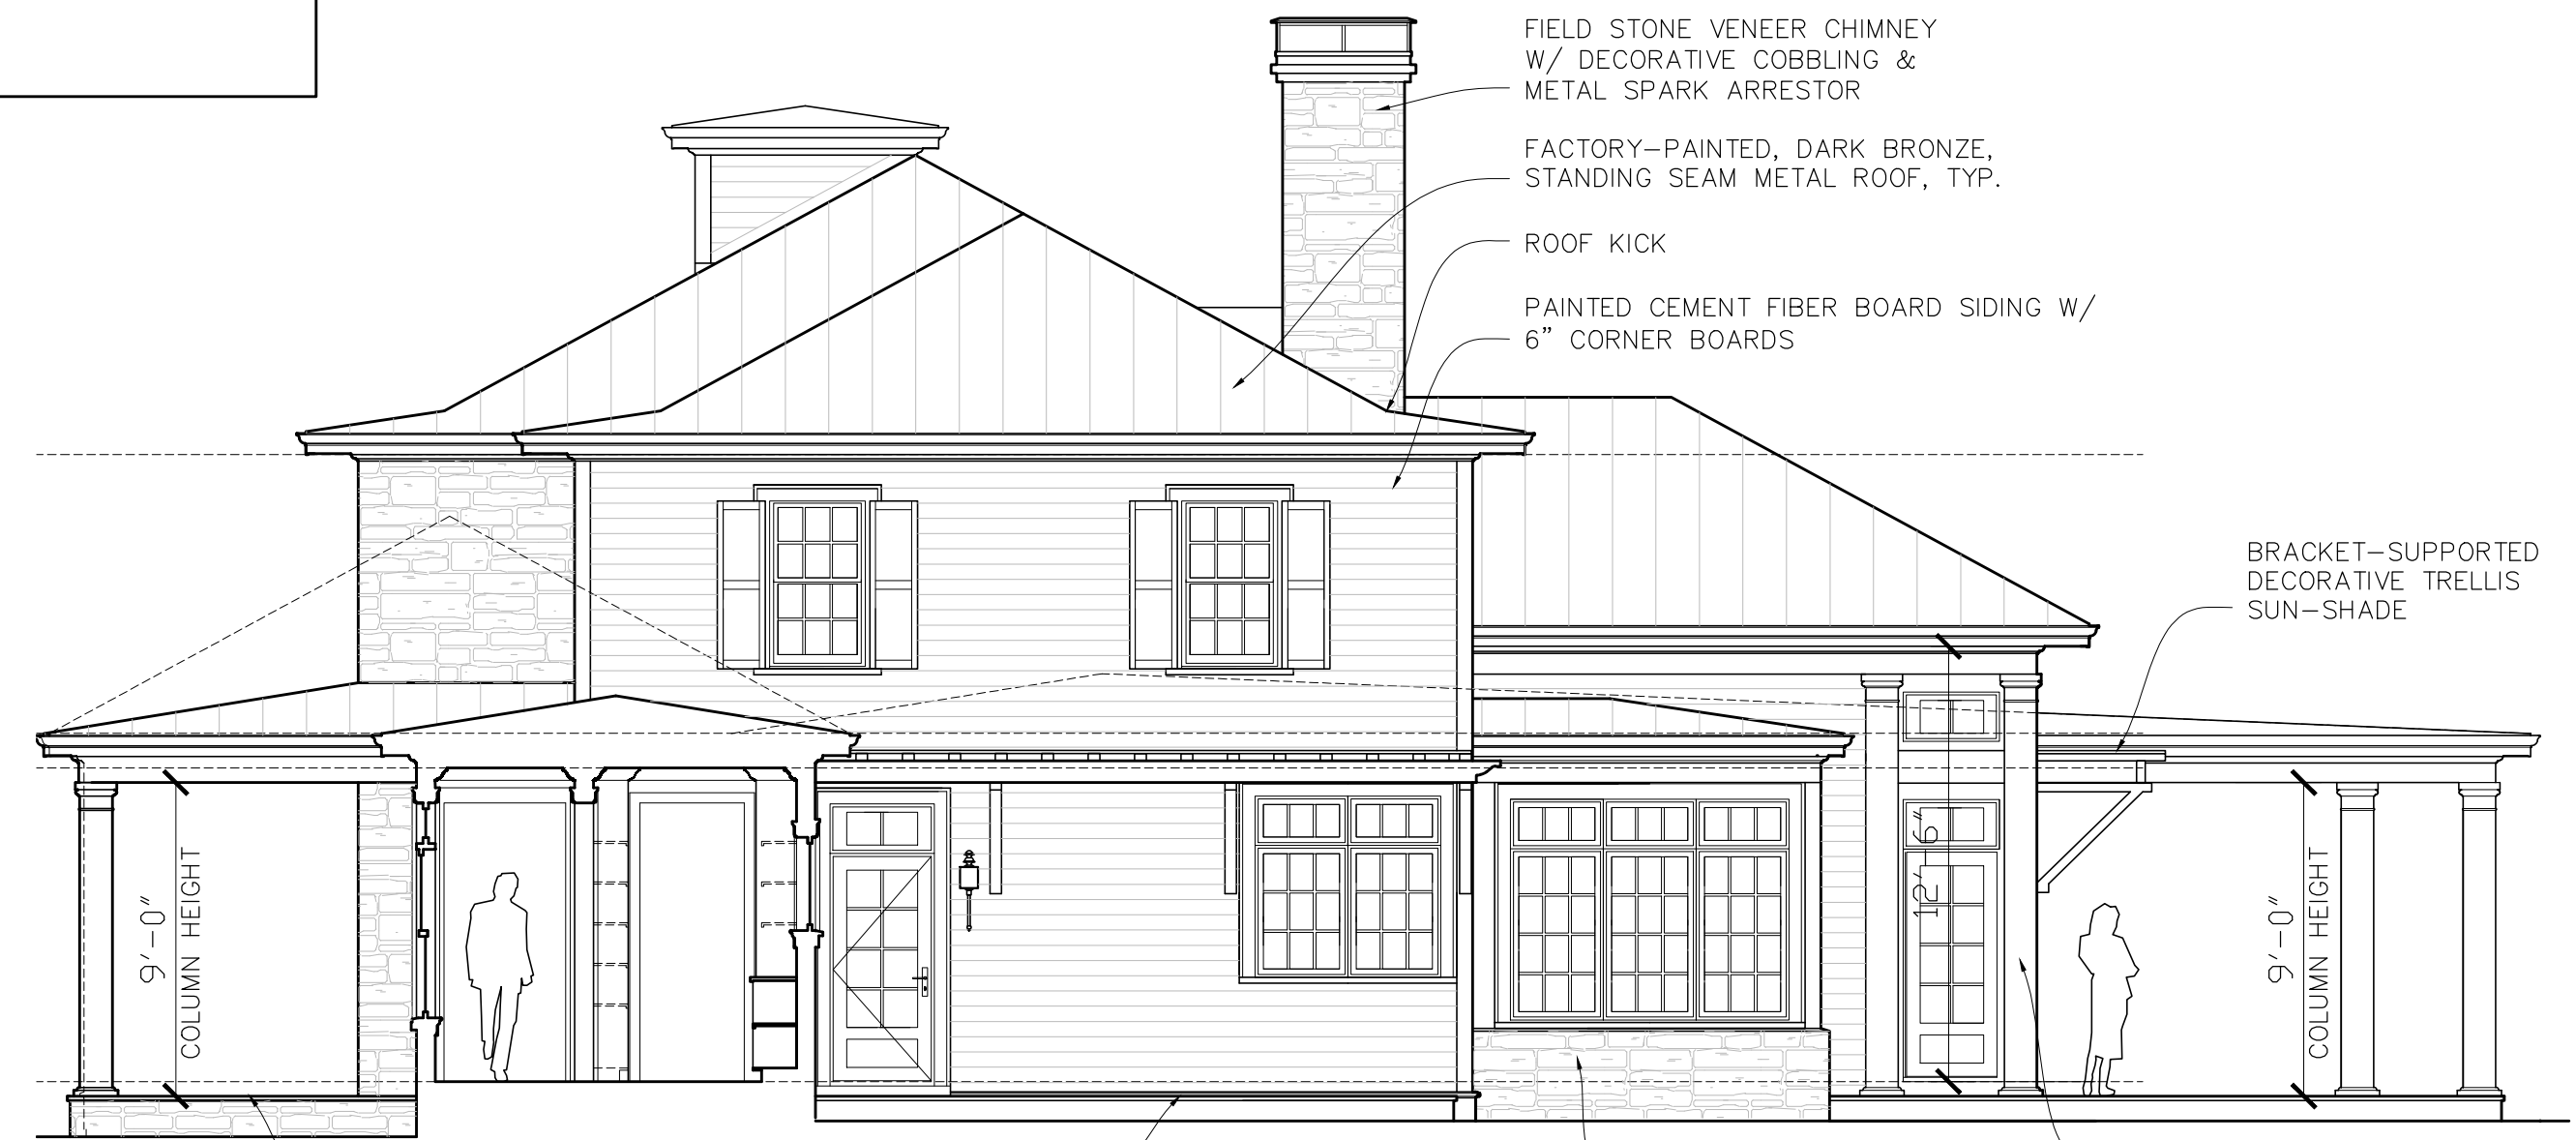 FIELD STONE VENEER CHIMNEY
W/ DECORATIVE COBBLING &
METAL SPARK ARRESTOR
FACTORY-PAINTED, DARK BRONZE,
STANDING SEAM METAL ROOF, TYP.
ROOF KICK
PAINTED CEMENT FIBER BOARD SIDING W/
6" CORNER BOARDS
BRACKET-SUPPORTED
DECORATIVE TRELLIS
SUN-SHADE
9'-0"
COLUMN HEIGHT
12'-6"
9'-0"
COLUMN HEIGHT